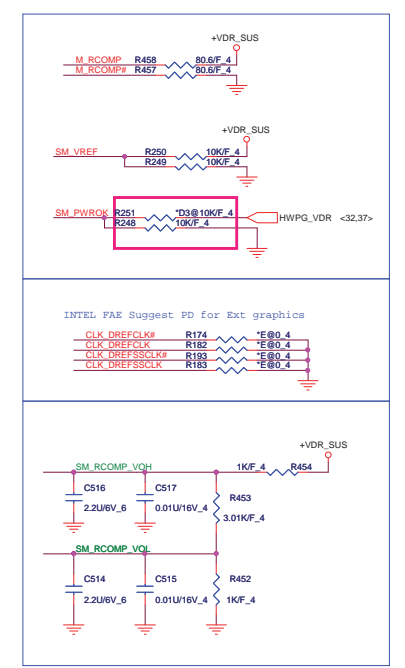 +VDR_SUS
M_RCOMP R458 80.6/F_4
M_RCOMP# R457 80.6/F_4
+VDR_SUS
SM_VREF R250 10K/F_4
R249 10K/F_4
SM_PWROK R251 *D3@10K/F_4 HWPG_VDR <32,37>
R248 10K/F_4
INTEL FAE Suggest PD for Ext graphics
CLK_DREFCLK# R174 *E@0_4
CLK_DREFCLK R182 *E@0_4
CLK_DREFSSCLK# R193 *E@0_4
CLK_DREFSSCLK R183 *E@0_4
+VDR_SUS
SM_RCOMP_VOH 1K/F_4 R454
C516 C517 R453
2.2U/6V_6 0.01U/16V_4 3.01K/F_4
SM_RCOMP_VOL
C514 C515 R452
2.2U/6V_6 0.01U/16V_4 1K/F_4